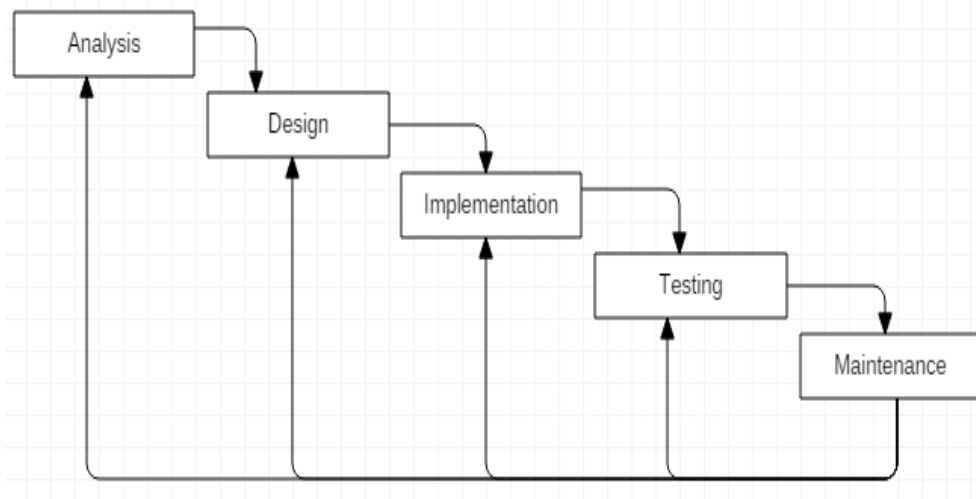 Analysis
Design
Implementation
Testing
Maintenance